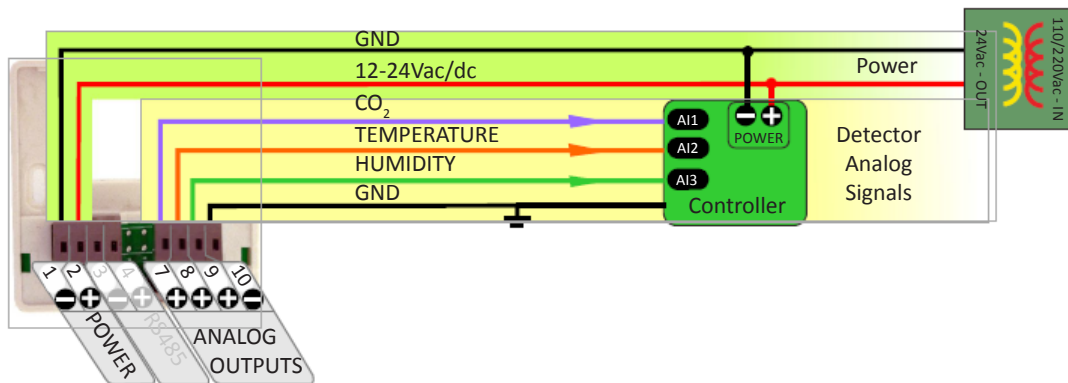 GND
12-24Vac/dc
CO2
TEMPERATURE
HUMIDITY
GND
AI1
AI2
AI3
POWER
Controller
Power
Detector
Analog
Signals
24Vac - OUT
110/220Vac - IN
1 2 3 4 7 8 9 10
POWER
RS485
ANALOG
OUTPUTS